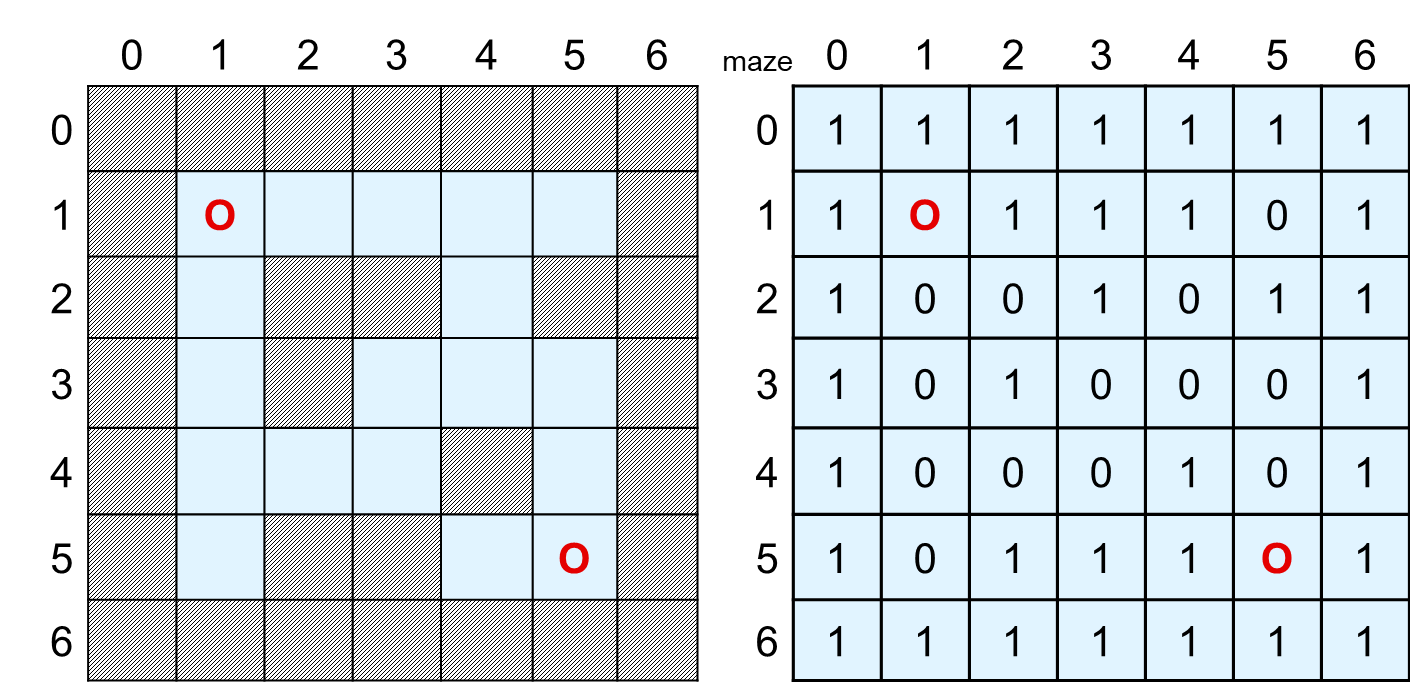 0 1 2 3 4 5 6 maze 0 1 2 3 4 5 6
0 0 1 1 1 1 1 1 1
1 O 1 1 O 1 1 1 0 1
2 2 1 0 0 1 0 1 1
3 3 1 0 1 0 0 0 1
4 4 1 0 0 0 1 0 1
5 O 5 1 0 1 1 1 O 1
6 6 1 1 1 1 1 1 1